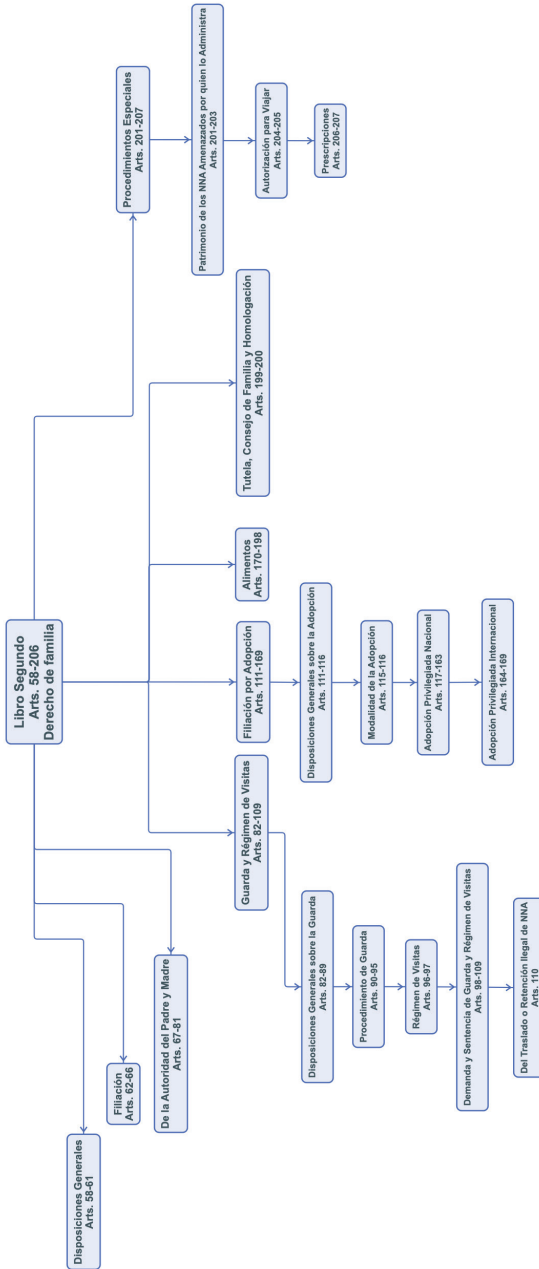 Libro Segundo
Arts. 58-206
Derecho de familia
Disposiciones Generales
Arts. 58-61
Filiación
Arts. 62-66
De la Autoridad del Padre y Madre
Arts. 67-81
Guarda y Régimen de Visitas
Arts. 82-109
Disposiciones Generales sobre la Guarda
Arts. 82-89
Procedimiento de Guarda
Arts. 90-95
Régimen de Visitas
Arts. 96-97
Demanda y Sentencia de Guarda y Régimen de Visitas
Arts. 98-109
Del Traslado o Retención Ilegal de NNA
Arts. 110
Filiación por Adopción
Arts. 111-169
Disposiciones Generales sobre la Adopción
Arts. 111-116
Modalidad de la Adopción
Arts. 115-116
Adopción Privilegiada Nacional
Arts. 117-163
Adopción Privilegiada Internacional
Arts. 164-169
Alimentos
Arts. 170-198
Tutela, Consejo de Familia y Homologación
Arts. 199-200
Procedimientos Especiales
Arts. 201-207
Patrimonio de los NNA Amenazados por quien lo Administra
Arts. 201-203
Autorización para Viajar
Arts. 204-205
Prescripciones
Arts. 206-207